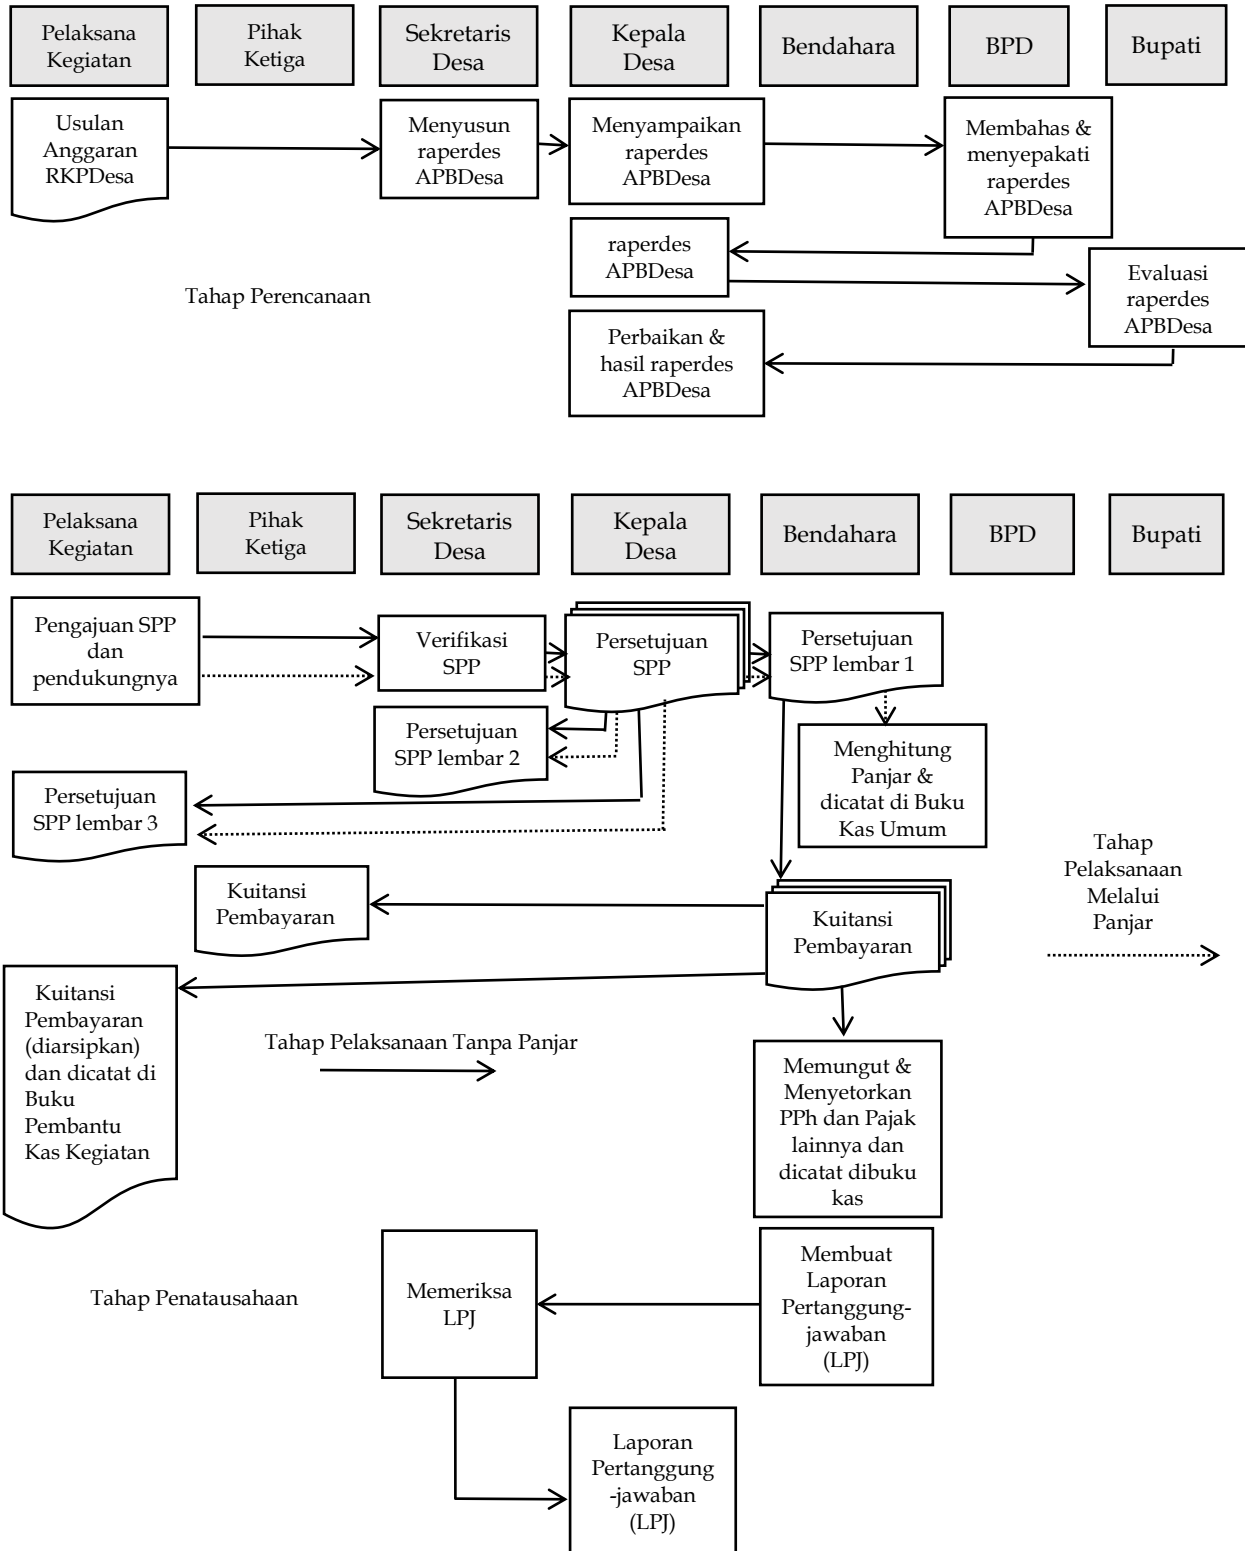 Pelaksana
Kegiatan
Pihak
Ketiga
Sekretaris
Desa
Kepala
Desa
Bendahara
BPD
Bupati
Usulan
Anggaran
RKPDesa
Menyusun
raperdes
APBDesa
Menyampaikan
raperdes
APBDesa
Membahas &
menyepakati
raperdes
APBDesa
raperdes
APBDesa
Evaluasi
raperdes
APBDesa
Tahap Perencanaan
Perbaikan &
hasil raperdes
APBDesa
Pelaksana
Kegiatan
Pihak
Ketiga
Sekretaris
Desa
Kepala
Desa
Bendahara
BPD
Bupati
Pengajuan SPP
dan
pendukungnya
Verifikasi
SPP
Persetujuan
SPP
Persetujuan
SPP lembar 1
Persetujuan
SPP lembar 2
Menghitung
Panjar &
dicatat di Buku
Kas Umum
Persetujuan
SPP lembar 3
Tahap
Pelaksanaan
Melalui
Panjar
Kuitansi
Pembayaran
Kuitansi
Pembayaran
Kuitansi
Pembayaran
(diarsipkan)
dan dicatat di
Buku
Pembantu
Kas Kegiatan
Tahap Pelaksanaan Tanpa Panjar
Memungut &
Menyetorkan
PPh dan Pajak
lainnya dan
dicatat dibuku
kas
Tahap Penatausahaan
Memeriksa
LPJ
Membuat
Laporan
Pertanggung-
jawaban
(LPJ)
Laporan
Pertanggung
-jawaban
(LPJ)